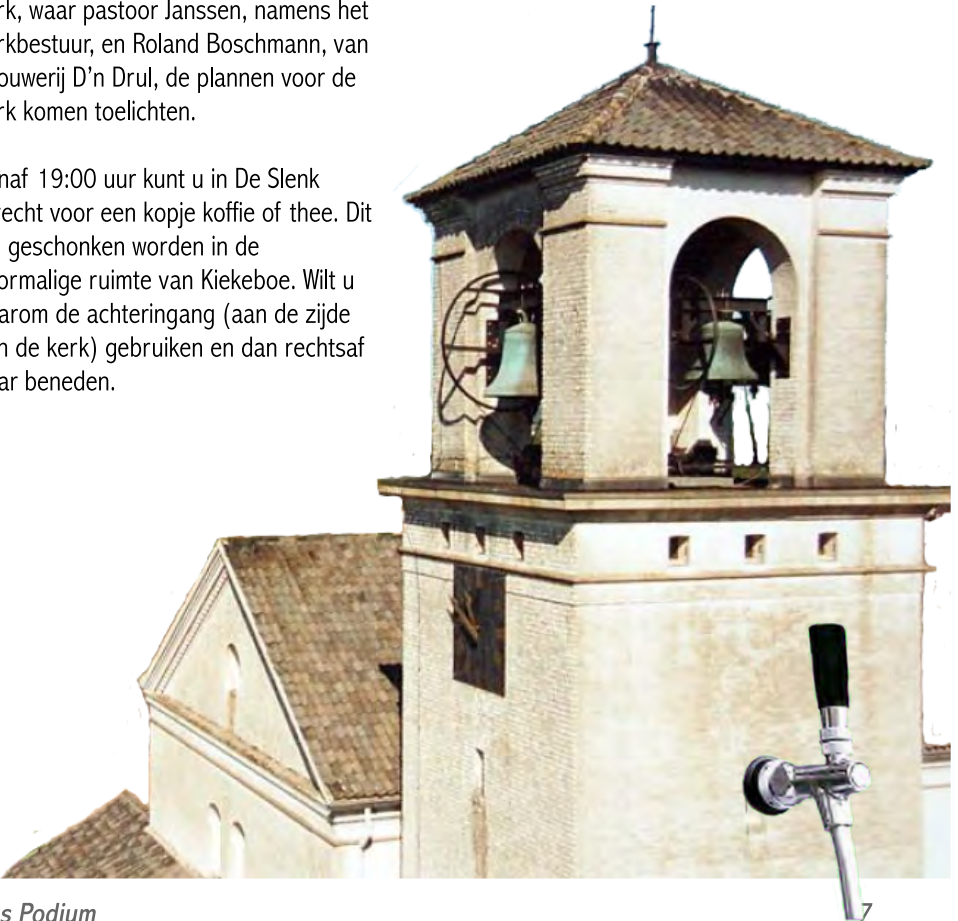 rk, waar pastoor Janssen, namens het
rkbestuur, en Roland Boschmann, van
ouwerij D'n Drul, de plannen voor de
rk komen toelichten.
naf 19:00 uur kunt u in De Slenk
echt voor een kopje koffie of thee. Dit
geschonken worden in de
ormalige ruimte van Kiekeboe. Wilt u
arom de achteringang (aan de zijde
n de kerk) gebruiken en dan rechtsaf
ar beneden.
s Podium 7